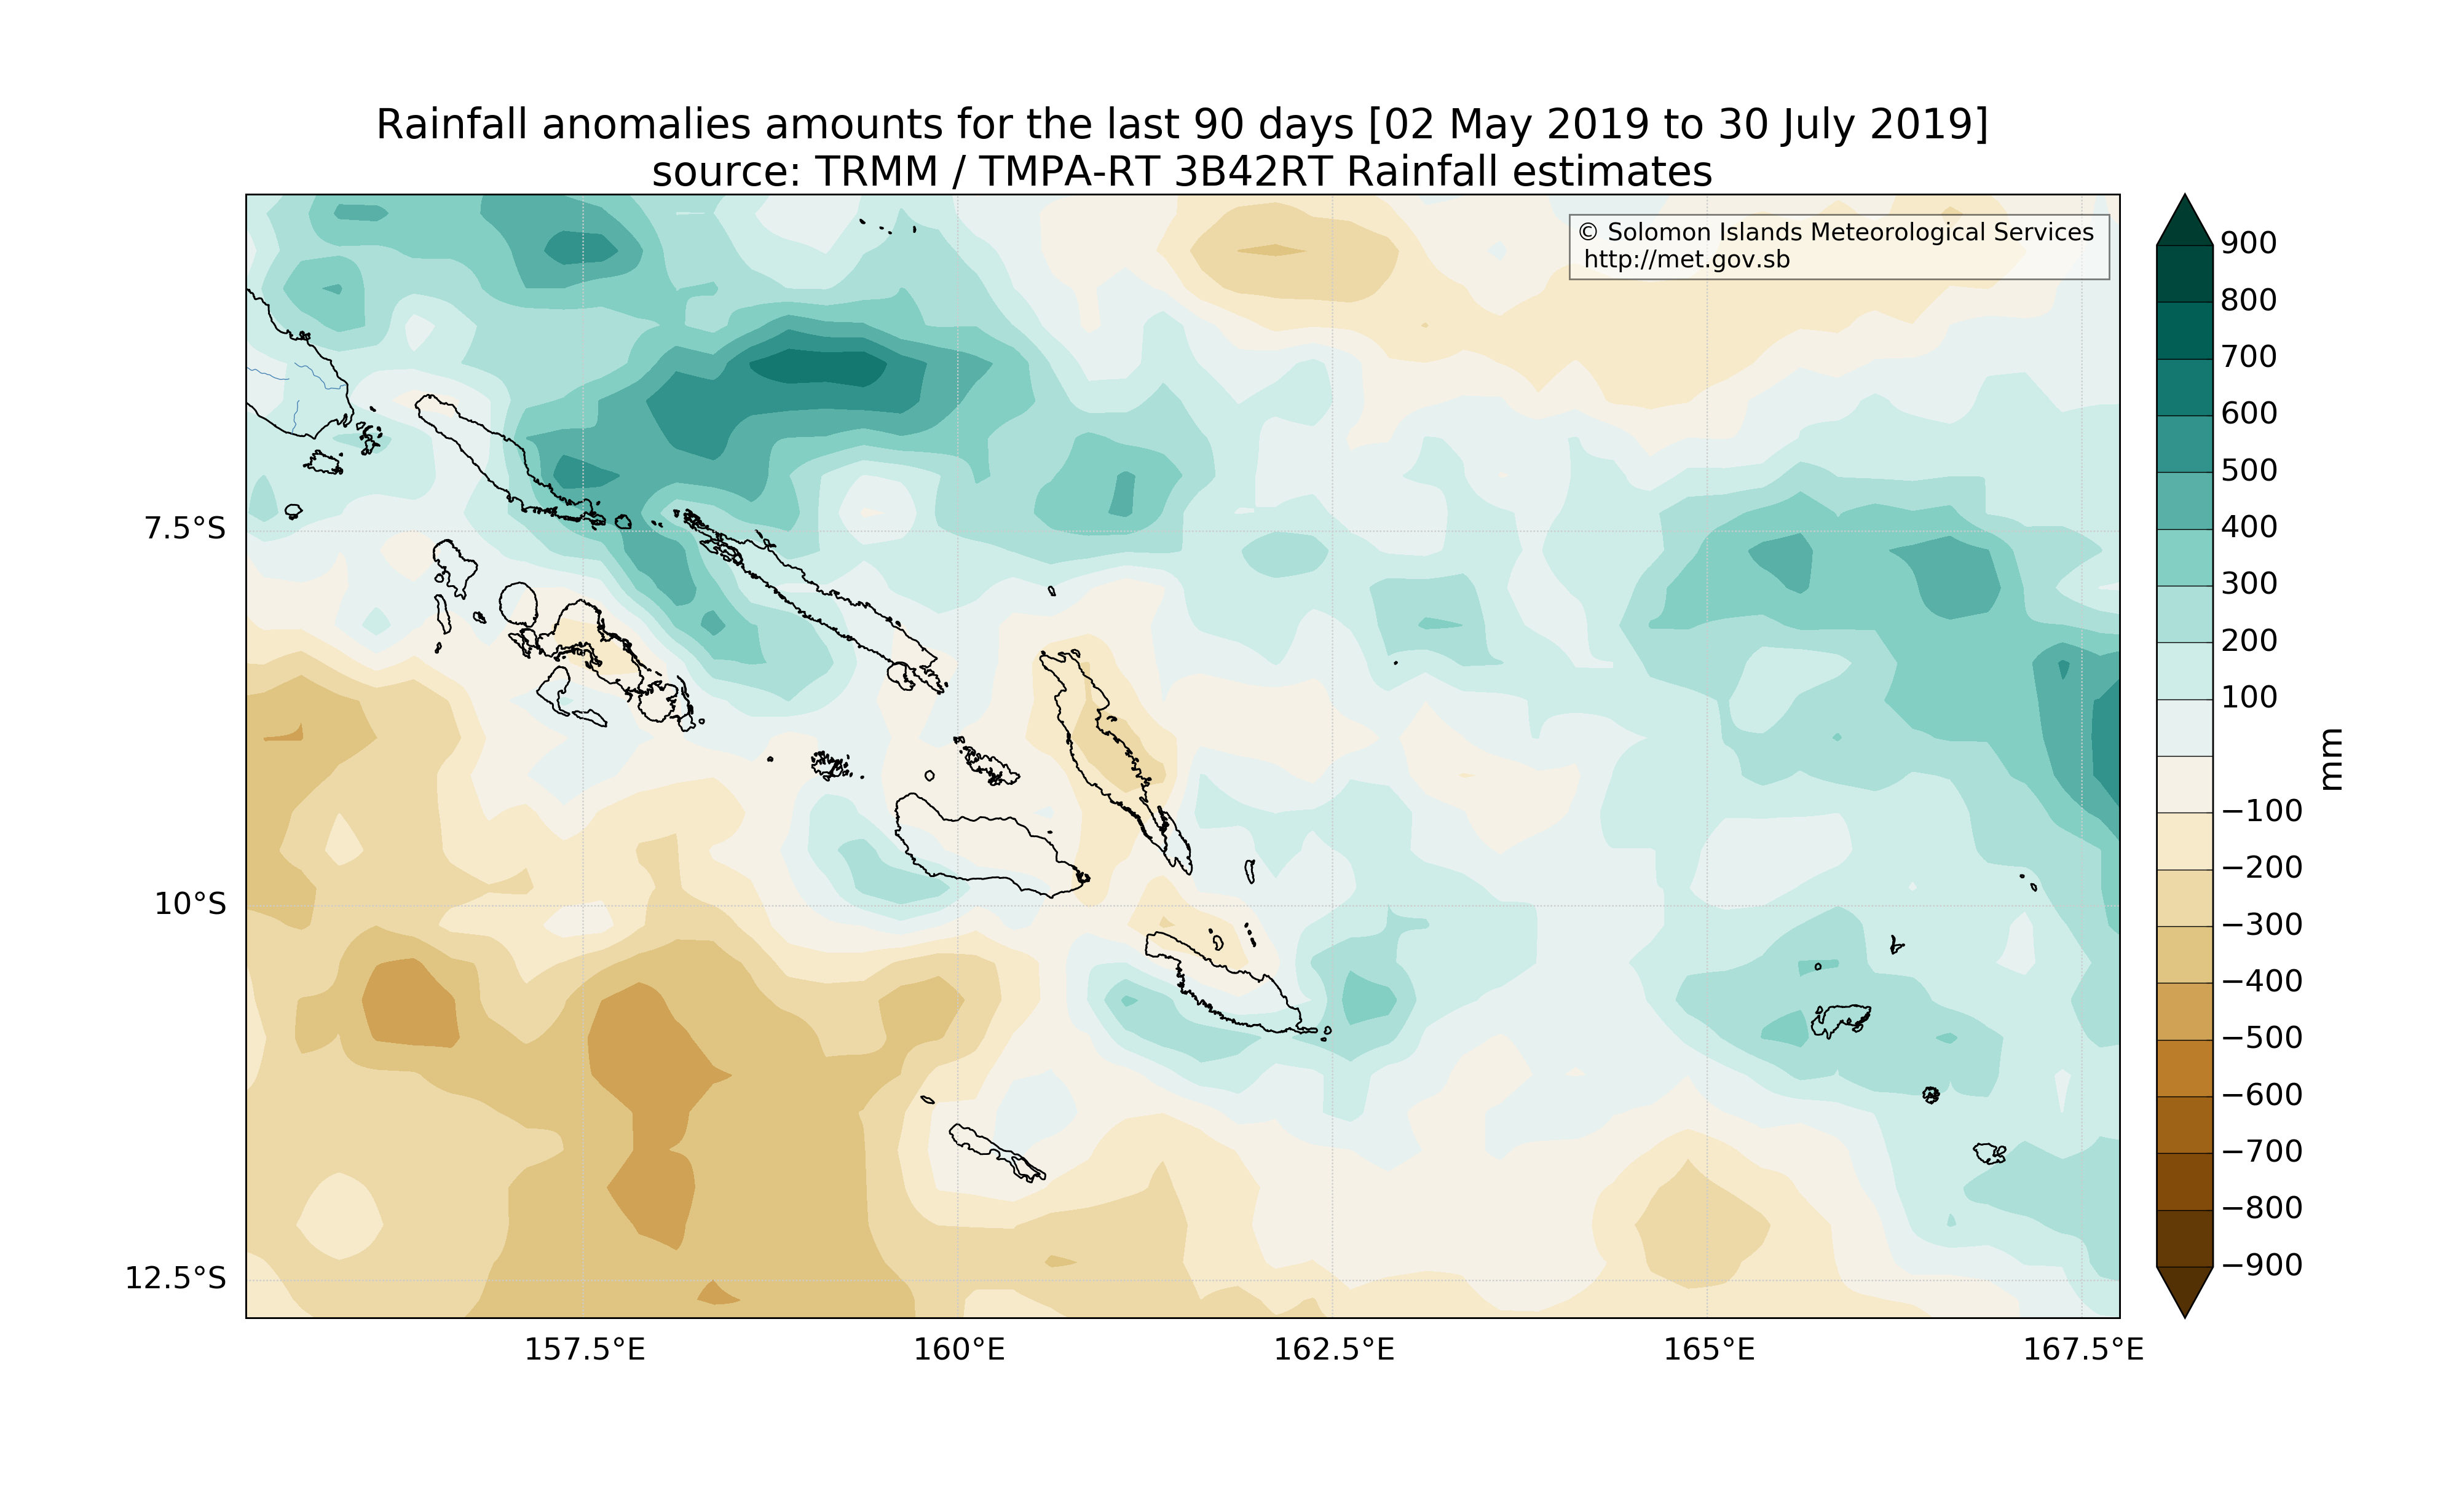 Rainfall anomalies amounts for the last 90 days [02 May 2019 to 30 July 2019]
source: TRMM / TMPA-RT 3B42RT Rainfall estimates
© Solomon Islands Meteorological Services
http://met.gov.sb
7.5°S
10°S
12.5°S
157.5°E
160°E
162.5°E
165°E
167.5°E
900
800
700
600
500
400
300
200
100
−100
−200
−300
−400
−500
−600
−700
−800
−900
mm